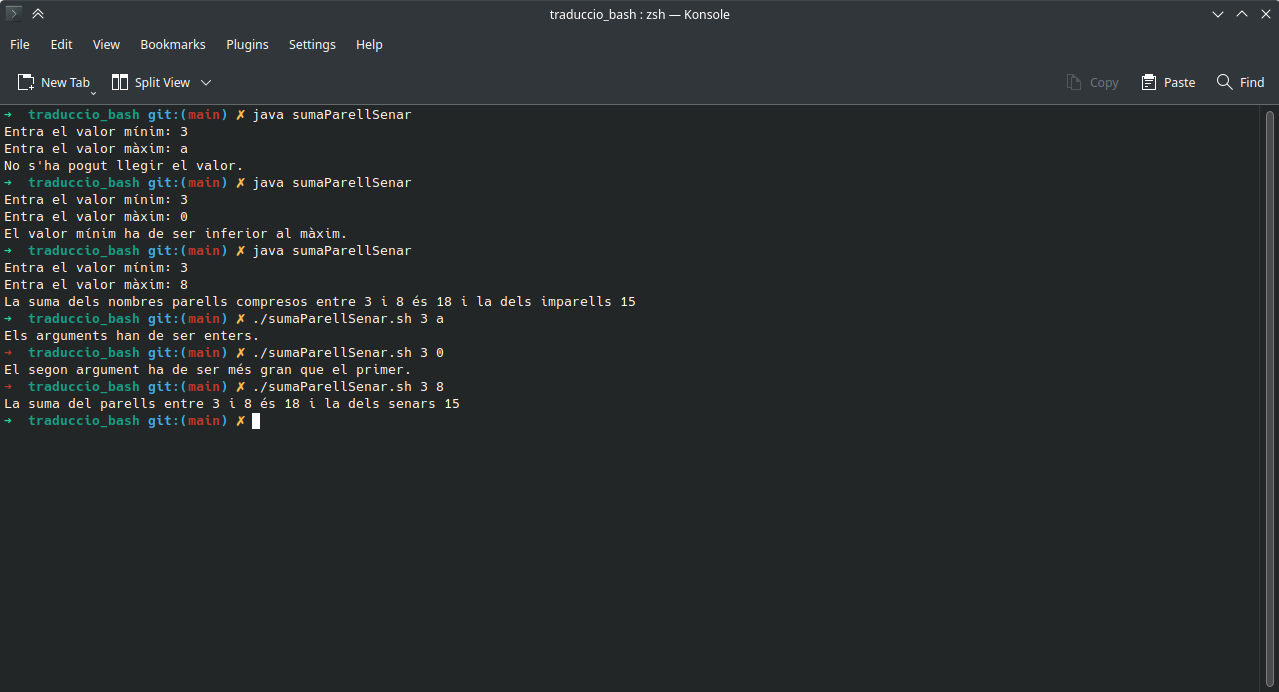 traduccio_bash : zsh — Konsole
File Edit View Bookmarks Plugins Settings Help
New Tab Split View Copy Paste Find
➜ traduccio_bash git:(main) ✗ java sumaParellSenar
Entra el valor mínim: 3
Entra el valor màxim: a
No s'ha pogut llegir el valor.
➜ traduccio_bash git:(main) ✗ java sumaParellSenar
Entra el valor mínim: 3
Entra el valor màxim: 0
El valor mínim ha de ser inferior al màxim.
➜ traduccio_bash git:(main) ✗ java sumaParellSenar
Entra el valor mínim: 3
Entra el valor màxim: 8
La suma dels nombres parells compresos entre 3 i 8 és 18 i la dels imparells 15
➜ traduccio_bash git:(main) ✗ ./sumaParellSenar.sh 3 a
Els arguments han de ser enters.
➜ traduccio_bash git:(main) ✗ ./sumaParellSenar.sh 3 0
El segon argument ha de ser més gran que el primer.
➜ traduccio_bash git:(main) ✗ ./sumaParellSenar.sh 3 8
La suma del parells entre 3 i 8 és 18 i la dels senars 15
➜ traduccio_bash git:(main) ✗